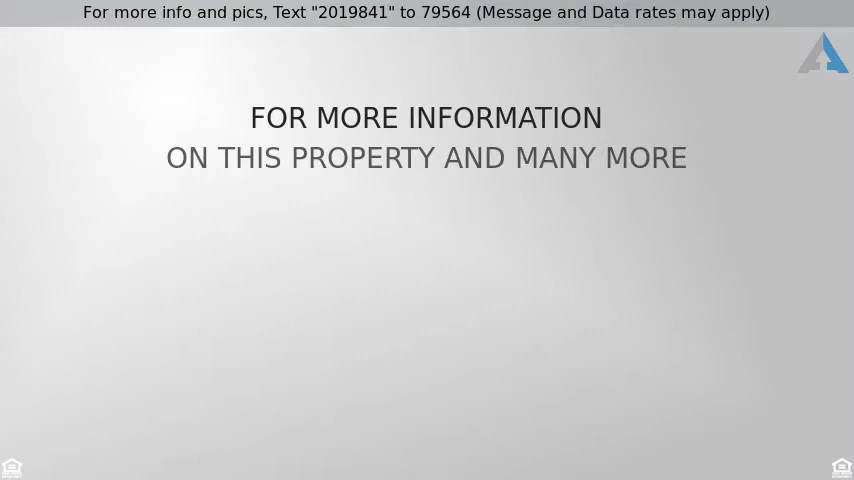 For more info and pics, Text "2019841" to 79564 (Message and Data rates may apply)
FOR MORE INFORMATION
ON THIS PROPERTY AND MANY MORE